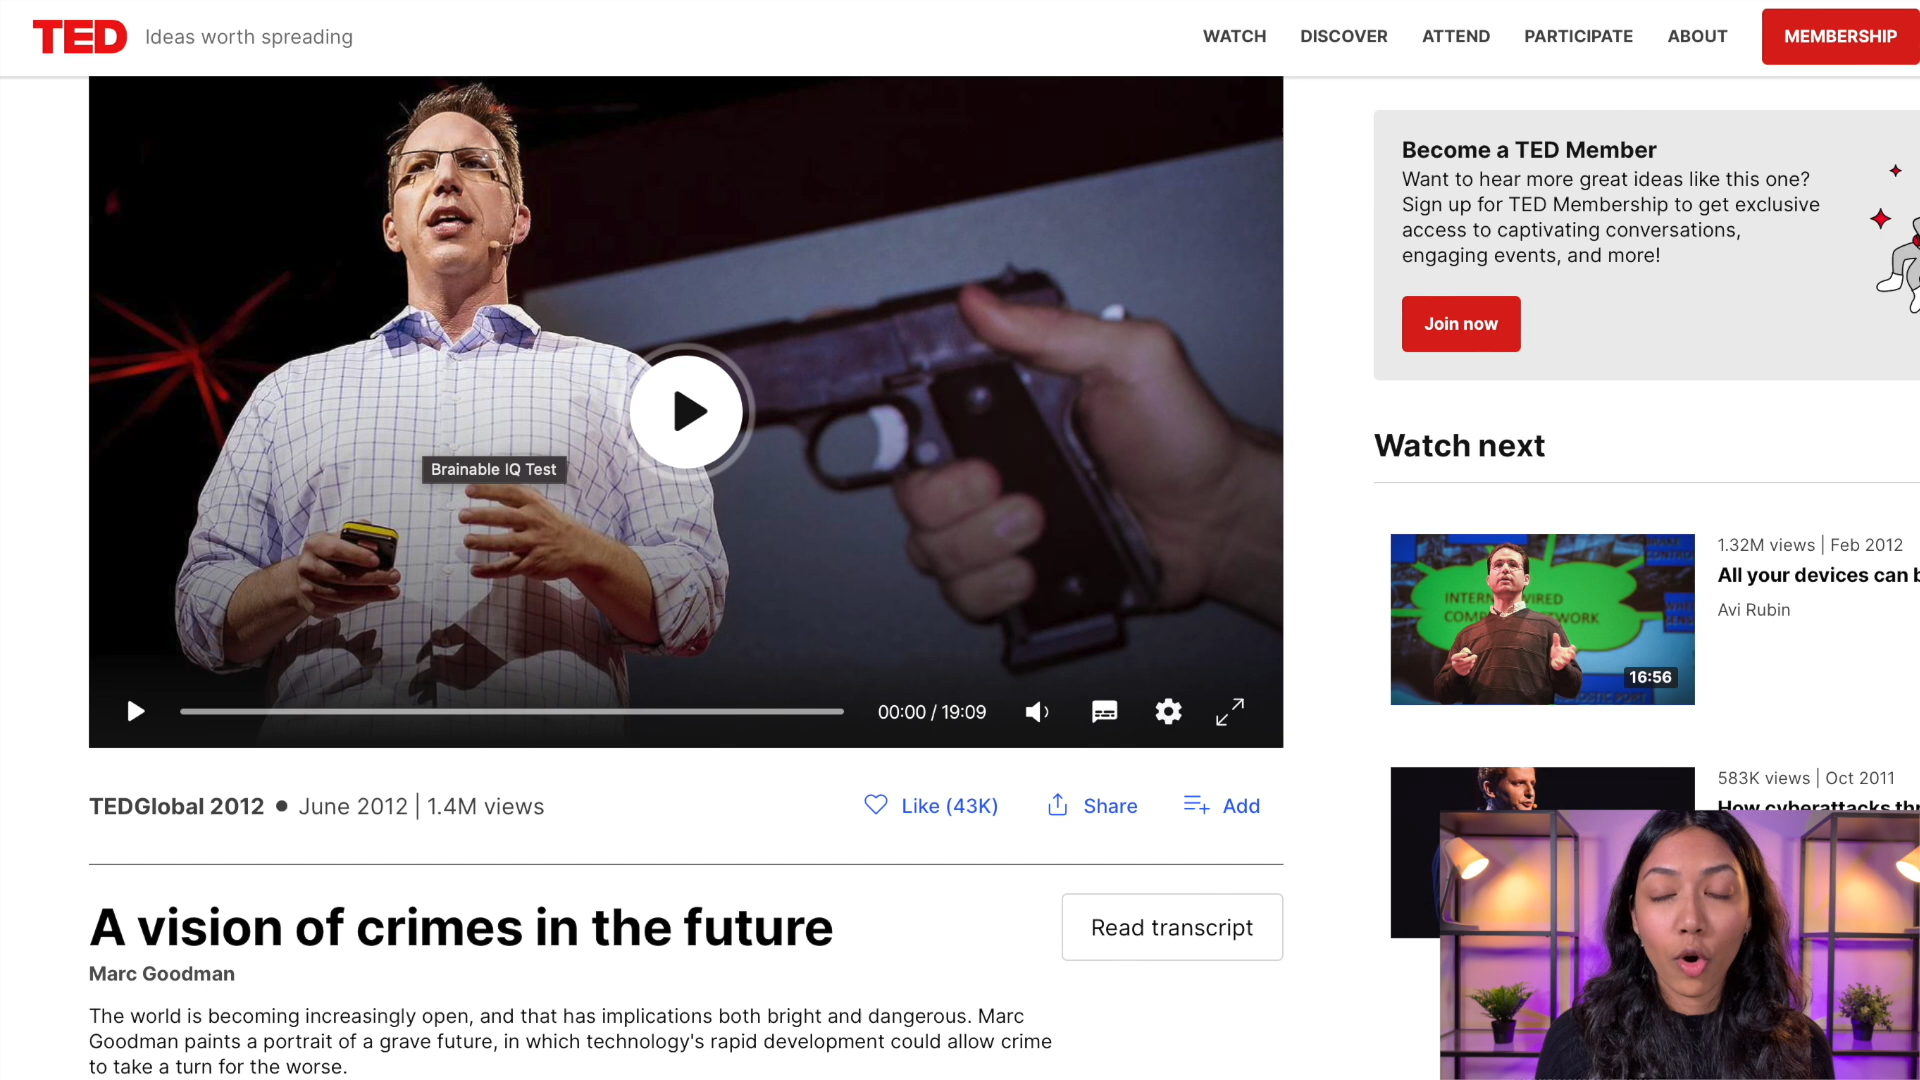 TED Ideas worth spreading
WATCH DISCOVER ATTEND PARTICIPATE ABOUT MEMBERSHIP
Brainable IQ Test
00:00 / 19:09
TEDGlobal 2012 ● June 2012 | 1.4M views
Like (43K) Share Add
A vision of crimes in the future
Read transcript
Marc Goodman
The world is becoming increasingly open, and that has implications both bright and dangerous. Marc
Goodman paints a portrait of a grave future, in which technology's rapid development could allow crime
to take a turn for the worse.
Become a TED Member
Want to hear more great ideas like this one?
Sign up for TED Membership to get exclusive
access to captivating conversations,
engaging events, and more!
Join now
Watch next
16:56
1.32M views | Feb 2012
All your devices can
Avi Rubin
583K views | Oct 2011
How cyberattacks